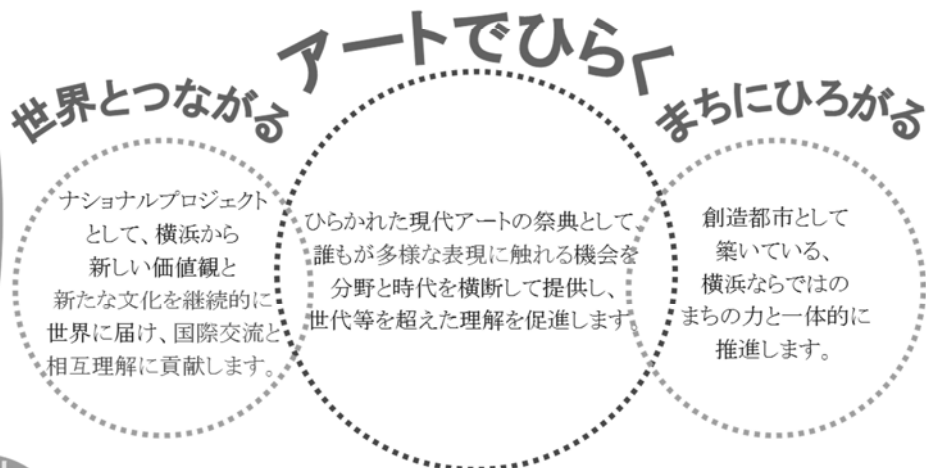 世界とつながる
ナショナルプロジェクト
として、横浜から
新しい価値観と
新たな文化を継続的に
世界に届け、国際交流と
相互理解に貢献します。
アートでひらく
ひらかれた現代アートの祭典として
誰もが多様な表現に触れる機会を
分野と時代を横断して提供し、
世代等を超えた理解を促進します。
まちにひろがる
創造都市として
築いている、
横浜ならではの
まちの力と一体的に
推進します。